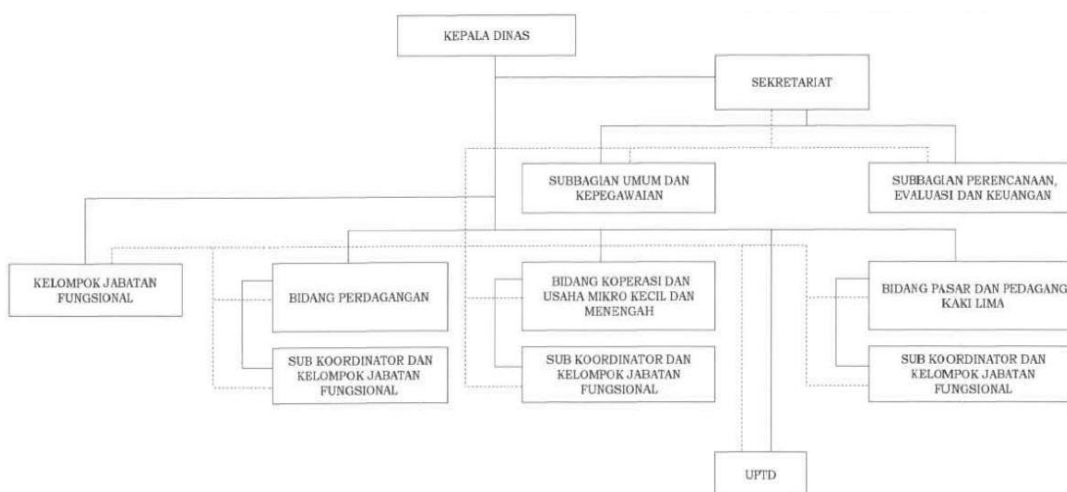 KEPALA DINAS
SEKRETARIAT
SUBBAGIAN UMUM DAN
KEPEGAWAIAN
SUBBAGIAN PERENCANAAN,
EVALUASI DAN KEUANGAN
KELOMPOK JABATAN
FUNGSIONAL
BIDANG PERDAGANGAN
BIDANG KOPERASI DAN
USAHA MIKRO KECIL DAN
MENENGAH
BIDANG PASAR DAN PEDAGANG
KAKI LIMA
SUB KOORDINATOR DAN
KELOMPOK JABATAN
FUNGSIONAL
SUB KOORDINATOR DAN
KELOMPOK JABATAN
FUNGSIONAL
SUB KOORDINATOR DAN
KELOMPOK JABATAN
FUNGSIONAL
UPTD